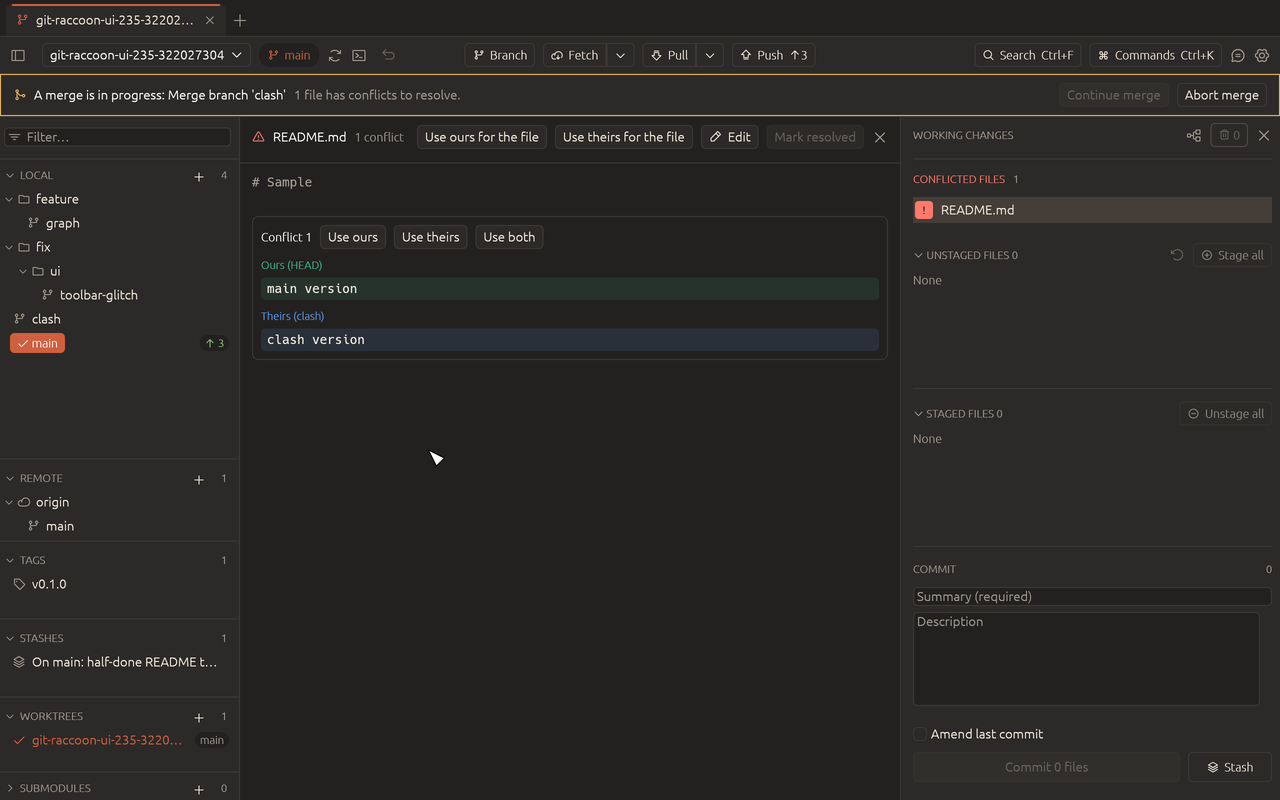 git-raccoon-ui-235-32202...
git-raccoon-ui-235-322027304
main
Branch
Fetch
Pull
Push ↑3
Search Ctrl+F
Commands Ctrl+K
A merge is in progress: Merge branch 'clash' 1 file has conflicts to resolve.
Continue merge
Abort merge
Filter...
LOCAL 4
feature
graph
fix
ui
toolbar-glitch
clash
main ↑ 3
REMOTE 1
origin
main
TAGS 1
v0.1.0
STASHES 1
On main: half-done README t...
WORKTREES 1
git-raccoon-ui-235-3220... main
SUBMODULES 0
README.md 1 conflict
Use ours for the file
Use theirs for the file
Edit
Mark resolved
# Sample
Conflict 1
Use ours
Use theirs
Use both
Ours (HEAD)
main version
Theirs (clash)
clash version
WORKING CHANGES
0
CONFLICTED FILES 1
! README.md
UNSTAGED FILES 0
Stage all
None
STAGED FILES 0
Unstage all
None
COMMIT 0
Summary (required)
Description
Amend last commit
Commit 0 files
Stash